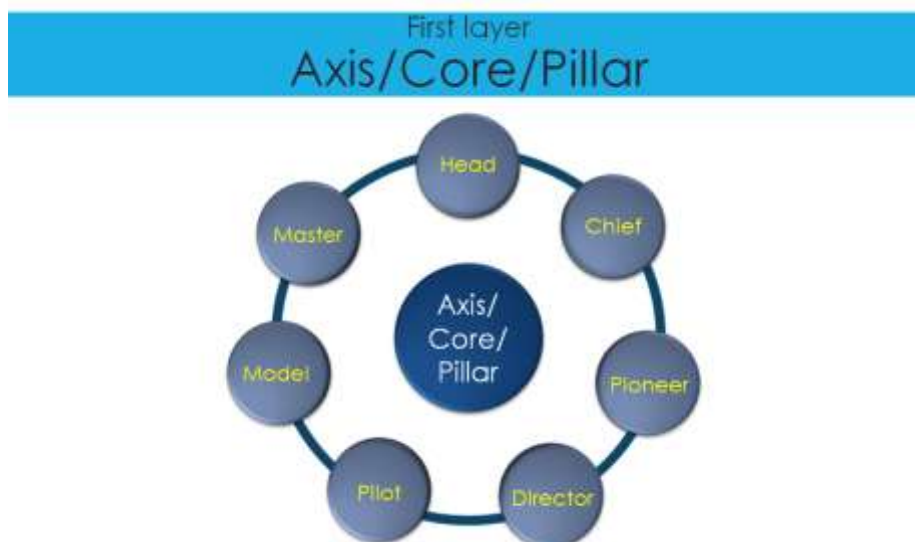 First layer
Axis/Core/Pillar
Head
Chief
Pioneer
Director
Pilot
Model
Master
Axis/
Core/
Pillar